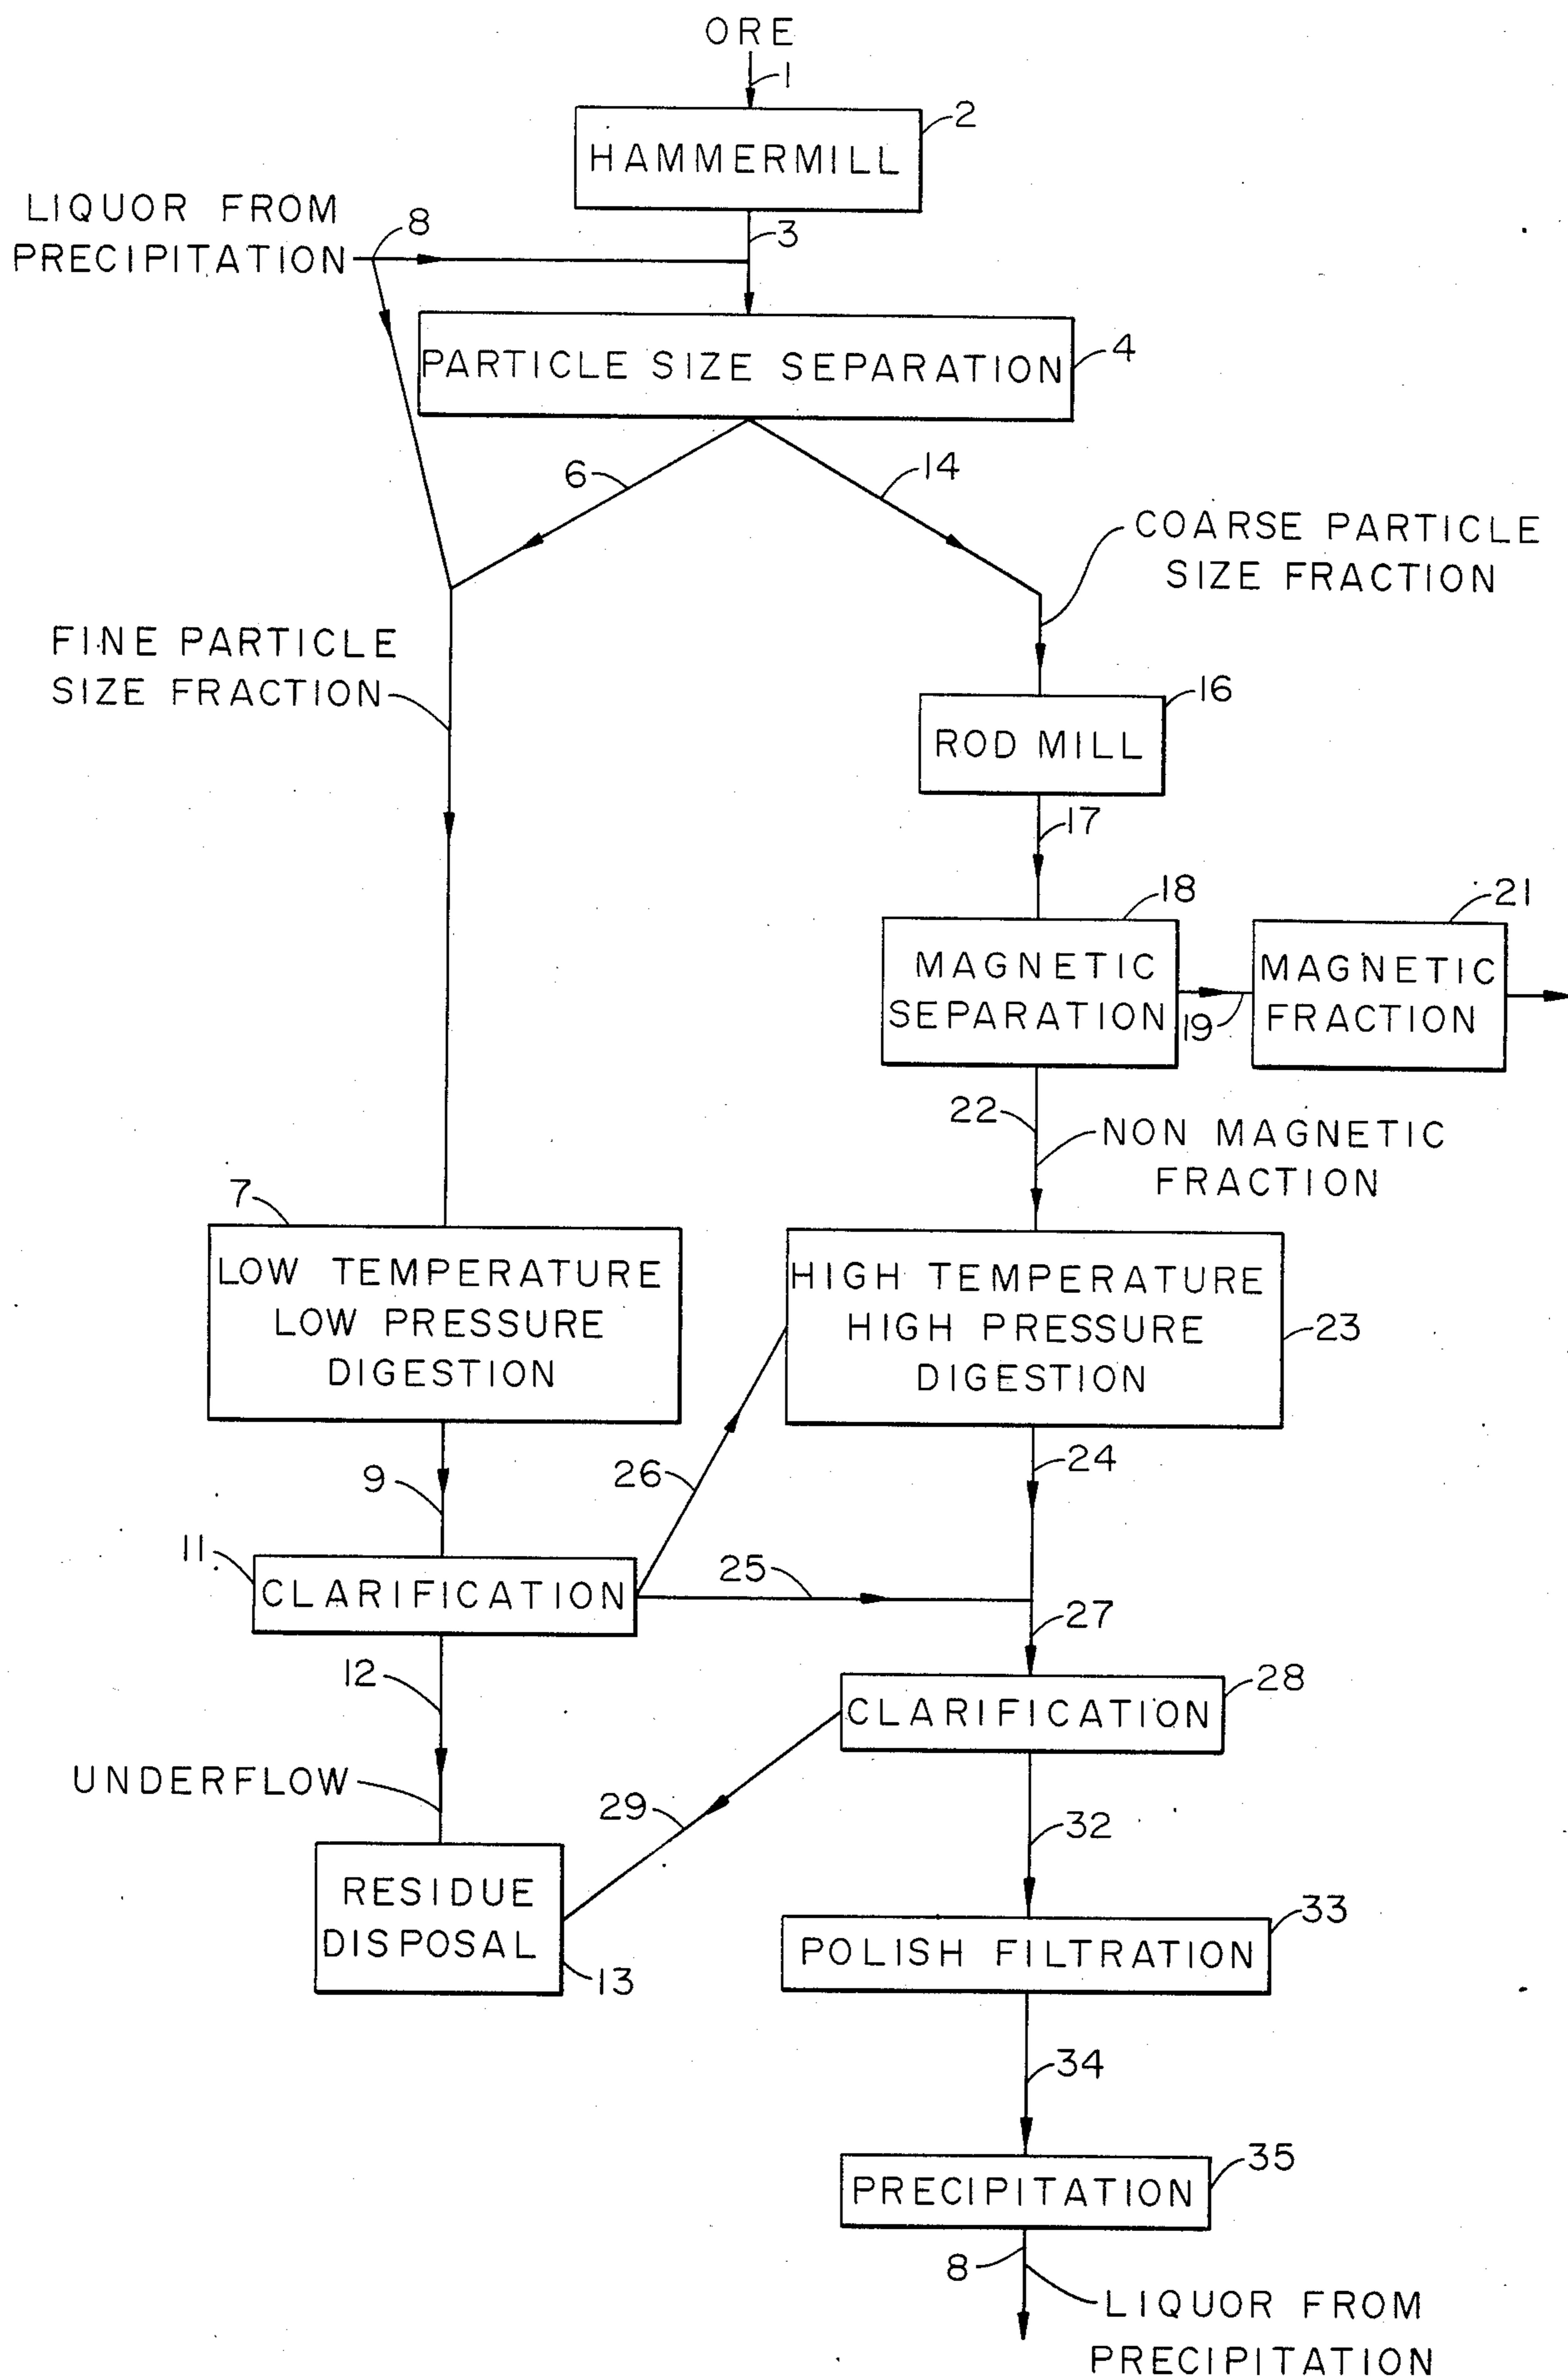 ORE
1
2
HAMMERMILL
LIQUOR FROM
PRECIPITATION
8
3
PARTICLE SIZE SEPARATION
4
6
14
COARSE PARTICLE
SIZE FRACTION
FINE PARTICLE
SIZE FRACTION
16
ROD MILL
17
18
21
MAGNETIC
SEPARATION
19
MAGNETIC
FRACTION
22
NON MAGNETIC
FRACTION
7
LOW TEMPERATURE
LOW PRESSURE
DIGESTION
HIGH TEMPERATURE
HIGH PRESSURE
DIGESTION
23
9
26
24
11
CLARIFICATION
25
27
12
28
CLARIFICATION
UNDERFLOW
29
32
RESIDUE
DISPOSAL
13
33
POLISH FILTRATION
34
35
PRECIPITATION
8
LIQUOR FROM
PRECIPITATION